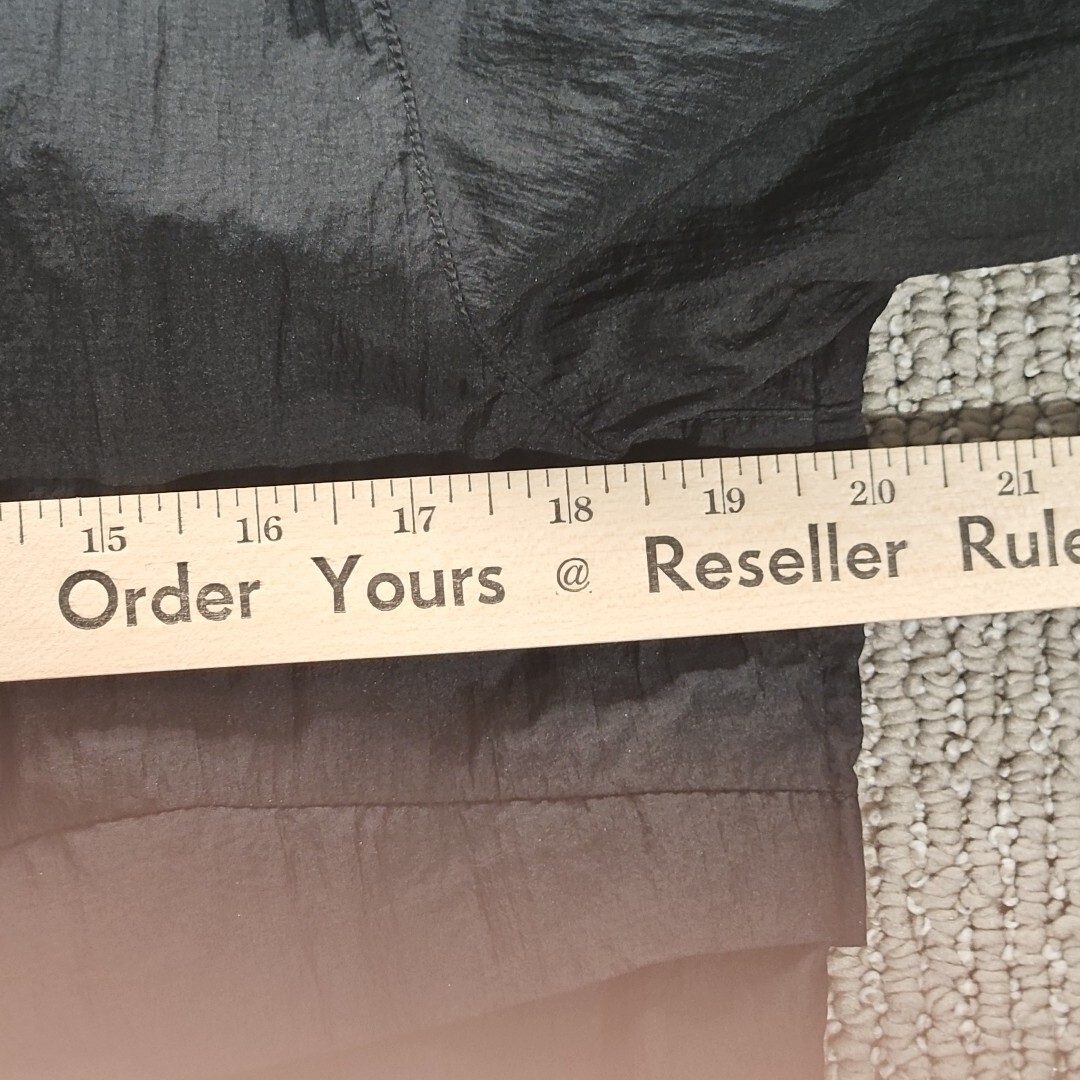 15 16 17 18 19 20 21
Order Yours @ Reseller Rule